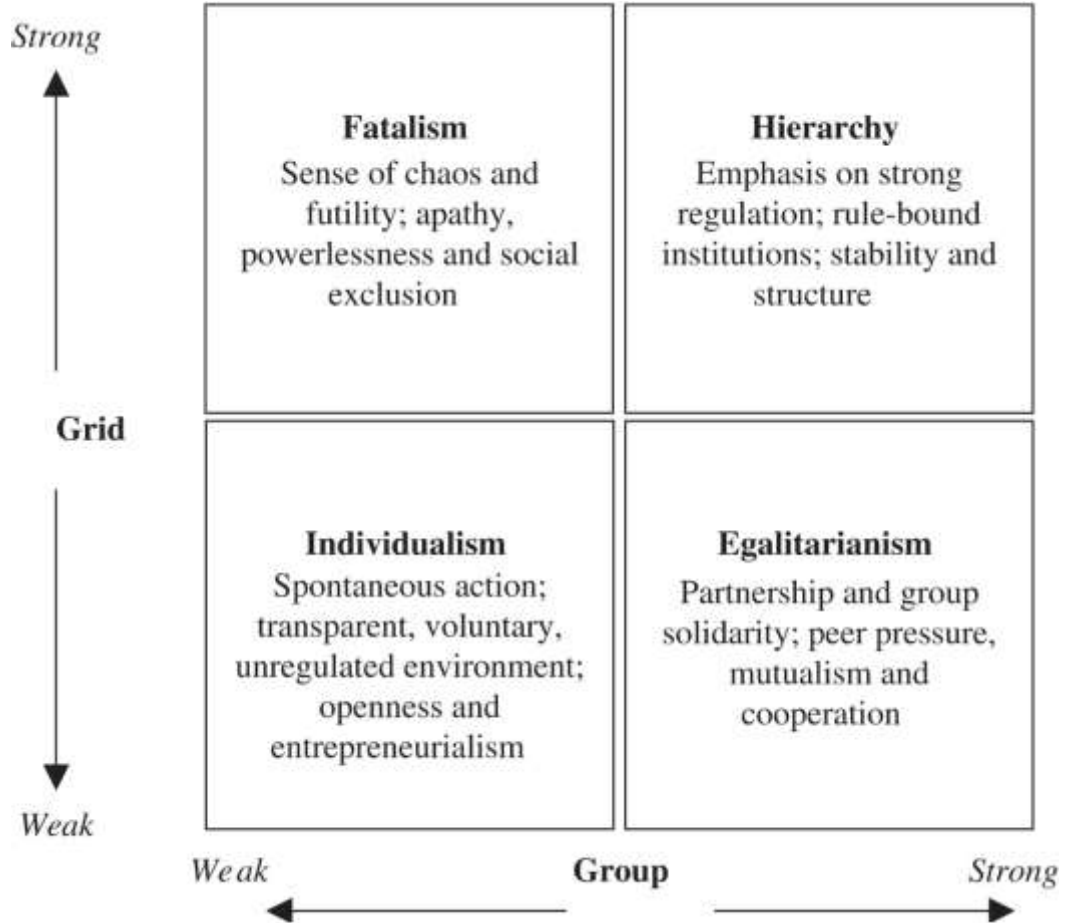 Strong
Fatalism
Sense of chaos and
futility; apathy,
powerlessness and social
exclusion
Hierarchy
Emphasis on strong
regulation; rule-bound
institutions; stability and
structure
Grid
Individualism
Spontaneous action;
transparent, voluntary,
unregulated environment;
openness and
entrepreneurialism
Egalitarianism
Partnership and group
solidarity; peer pressure,
mutualism and
cooperation
Weak
Weak
Group
Strong